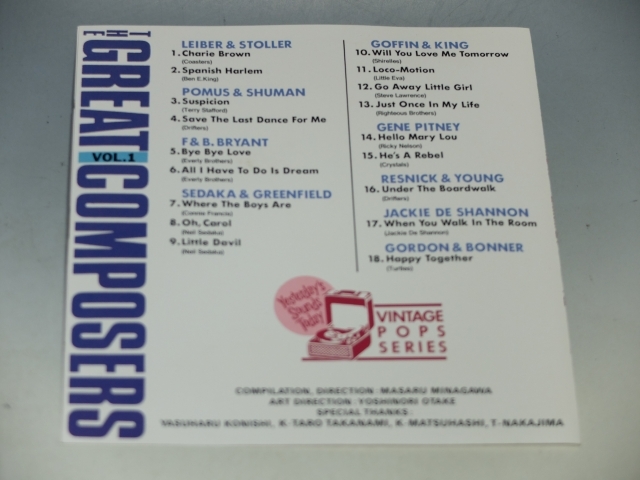 THE
GREAT COMPOSERS
VOL.1
LEIBER & STOLLER
1. Charie Brown
(Coasters)
2. Spanish Harlem
(Ben E.King)
POMUS & SHUMAN
3. Suspicion
(Terry Stafford)
4. Save The Last Dance For Me
(Drifters)
F & B. BRYANT
5. Bye Bye Love
(Everly Brothers)
6. All I Have To Do Is Dream
(Everly Brothers)
SEDAKA & GREENFIELD
7. Where The Boys Are
(Connie Francis)
8. Oh, Carol
(Neil Sedaka)
9. Little Devil
(Neil Sedaka)
GOFFIN & KING
10. Will You Love Me Tomorrow
(Shirelles)
11. Loco-Motion
(Little Eva)
12. Go Away Little Girl
(Steve Lawrence)
13. Just Once In My Life
(Righteous Brothers)
GENE PITNEY
14. Hello Mary Lou
(Ricky Nelson)
15. He's A Rebel
(Crystals)
RESNICK & YOUNG
16. Under The Boardwalk
(Drifters)
JACKIE DE SHANNON
17. When You Walk In The Room
(Jackie De Shannon)
GORDON & BONNER
18. Happy Together
(Turtles)
Yesterday's
Sounds
Today
VINTAGE
POPS
SERIES
COMPILATION, DIRECTION : MASARU MINAGAWA
ART DIRECTION : YOSHINORI OTAKE
SPECIAL THANKS :
YASUHARU KONISHI, K-TARO TAKANAMI, K-MATSUHASHI, T-NAKAJIMA